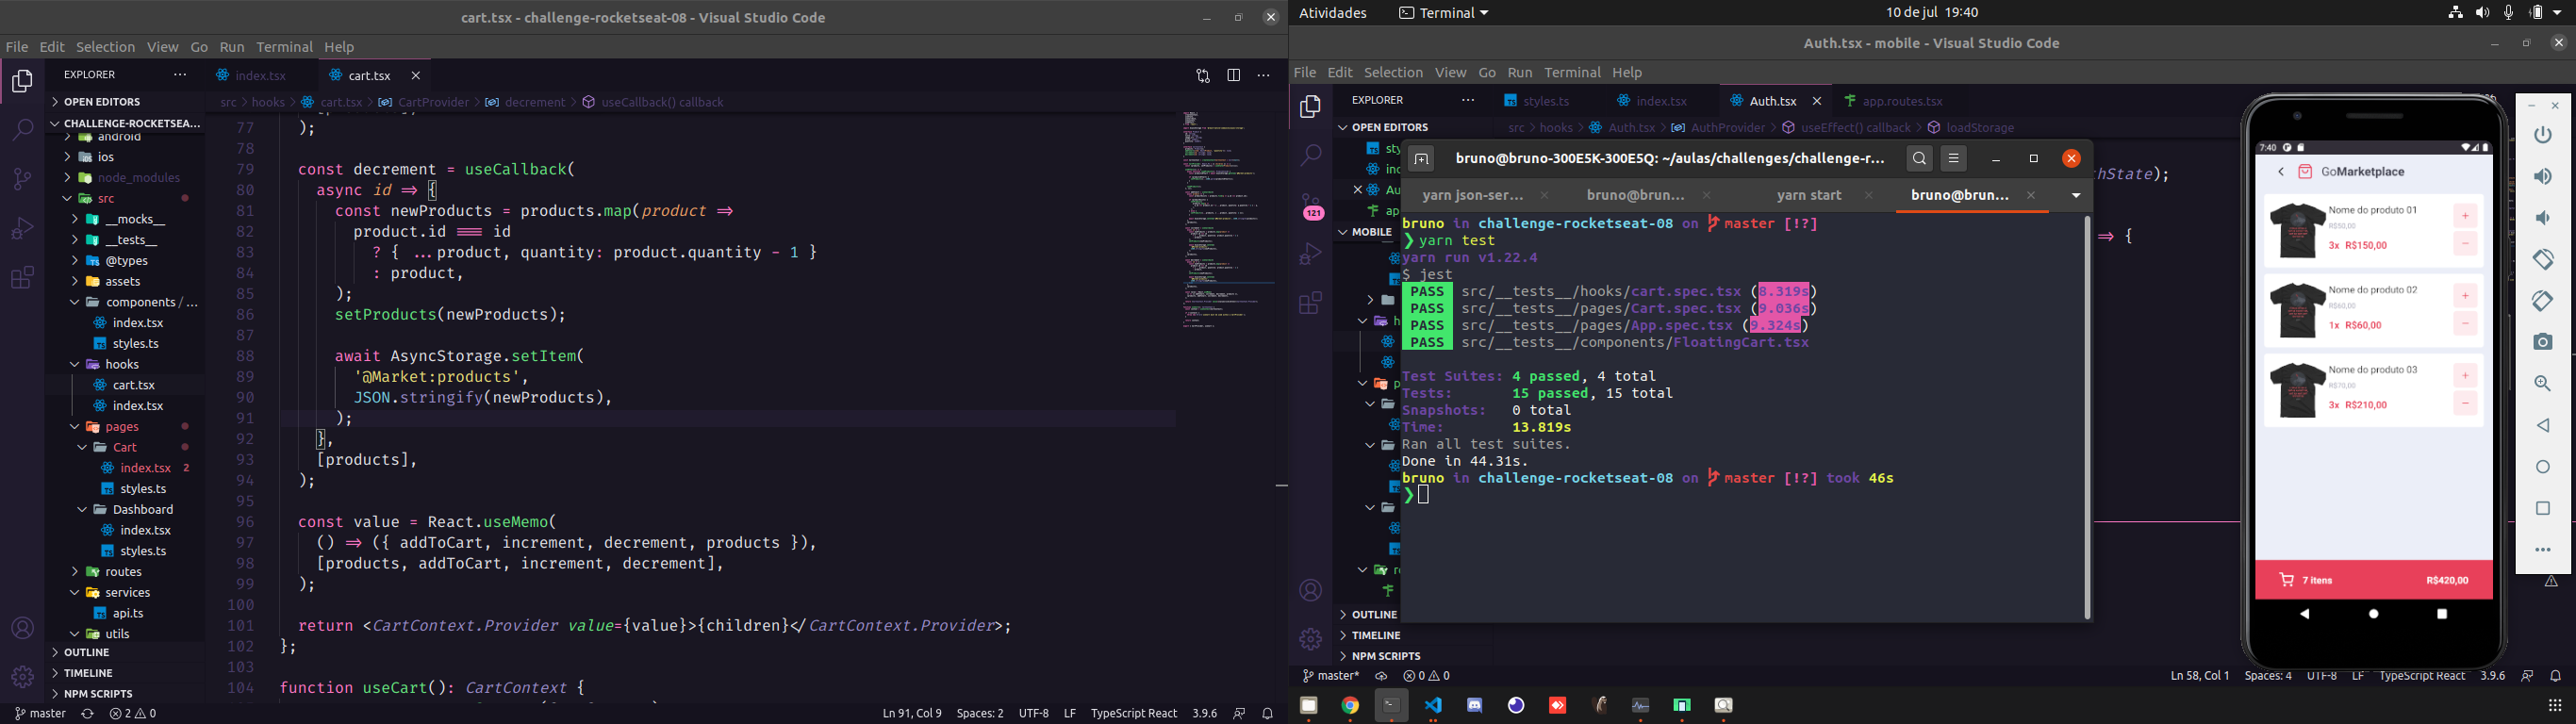 cart.tsx - challenge-rocketseat-08 - Visual Studio Code
File Edit Selection View Go Run Terminal Help
EXPLORER
index.tsx
cart.tsx
OPEN EDITORS
CHALLENGE-ROCKETSEA...
android
ios
node_modules
src
__mocks__
__tests__
@types
assets
components / ...
index.tsx
styles.ts
hooks
cart.tsx
index.tsx
pages
Cart
index.tsx 2
styles.ts
Dashboard
index.tsx
styles.ts
routes
services
api.ts
utils
OUTLINE
TIMELINE
NPM SCRIPTS
src > hooks > cart.tsx > CartProvider > decrement > useCallback() callback
77 );
78
79 const decrement = useCallback(
80 async id => {
81 const newProducts = products.map(product =>
82 product.id === id
83 ? { ...product, quantity: product.quantity - 1 }
84 : product,
85 );
86 setProducts(newProducts);
87
88 await AsyncStorage.setItem(
89 '@Market:products',
90 JSON.stringify(newProducts),
91 );
92 },
93 [products],
94 );
95
96 const value = React.useMemo(
97 () => ({ addToCart, increment, decrement, products }),
98 [products, addToCart, increment, decrement],
99 );
100
101 return <CartContext.Provider value={value}>{children}</CartContext.Provider>;
102 };
103
104 function useCart(): CartContext {
master 2 0
Ln 91, Col 9 Spaces: 2 UTF-8 LF TypeScript React 3.9.6
Atividades Terminal 10 de jul 19:40
Auth.tsx - mobile - Visual Studio Code
File Edit Selection View Go Run Terminal Help
EXPLORER
styles.ts
index.tsx
Auth.tsx
app.routes.tsx
OPEN EDITORS
src > hooks > Auth.tsx > AuthProvider > useEffect() callback > loadStorage
sty
ind
Au
ap
121
MOBILE
h
p
r
OUTLINE
TIMELINE
NPM SCRIPTS
hState);
=> {
bruno@bruno-300E5K-300E5Q: ~/aulas/challenges/challenge-r...
yarn json-ser...
bruno@brun...
yarn start
bruno@brun...
bruno in challenge-rocketseat-08 on master [!?]
❯ yarn test
yarn run v1.22.4
$ jest
PASS src/__tests__/hooks/cart.spec.tsx (8.319s)
PASS src/__tests__/pages/Cart.spec.tsx (9.036s)
PASS src/__tests__/pages/App.spec.tsx (9.324s)
PASS src/__tests__/components/FloatingCart.tsx
Test Suites: 4 passed, 4 total
Tests: 15 passed, 15 total
Snapshots: 0 total
Time: 13.819s
Ran all test suites.
Done in 44.31s.
bruno in challenge-rocketseat-08 on master [!?] took 46s
❯
master* 0 0
Ln 58, Col 1 Spaces: 4 UTF-8 LF TypeScript React 3.9.6
7:40
GoMarketplace
Nome do produto 01
R$50,00
3x R$150,00
+
-
Nome do produto 02
R$60,00
1x R$60,00
+
-
Nome do produto 03
R$70,00
3x R$210,00
+
-
7 itens R$420,00